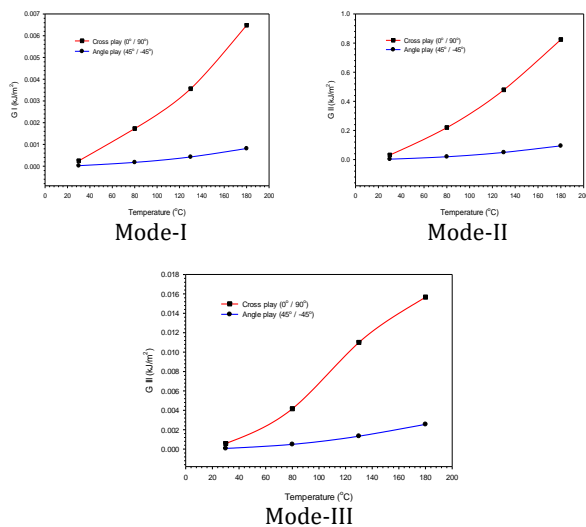 0.007
0.006
0.005
0.004
0.003
0.002
0.001
0.000
G I (kJ/m²)
Cross play (0° / 90°)
Angle play (45° / -45°)
0 20 40 60 80 100 120 140 160 180 200
Temperature (°C)
Mode-I
1.0
0.8
0.6
0.4
0.2
0.0
G II (kJ/m²)
Cross play (0° / 90°)
Angle play (45° / -45°)
0 20 40 60 80 100 120 140 160 180 200
Temperature (°C)
Mode-II
0.018
0.016
0.014
0.012
0.010
0.008
0.006
0.004
0.002
0.000
G III (kJ/m²)
Cross play (0° / 90°)
Angle play (45° / -45°)
0 20 40 60 80 100 120 140 160 180 200
Temperature (°C)
Mode-III